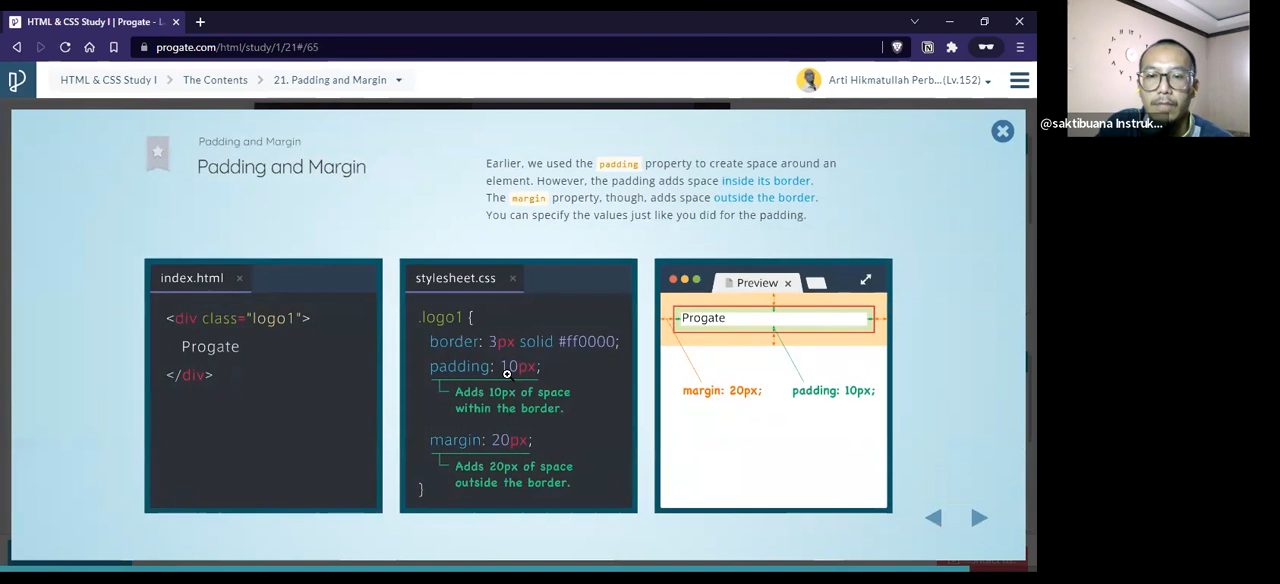 HTML & CSS Study I | Progate - L
progate.com/html/study/1/21#/65
HTML & CSS Study I
The Contents
21. Padding and Margin
Arti Hikmatullah Perb...(Lv.152)
@saktibuana Instruk...
Padding and Margin
Padding and Margin
Earlier, we used the padding property to create space around an
element. However, the padding adds space inside its border.
The margin property, though, adds space outside the border.
You can specify the values just like you did for the padding.
index.html ×
<div class="logo1">
Progate
</div>
stylesheet.css ×
.logo1 {
border: 3px solid #ff0000;
padding: 10px;
Adds 10px of space
within the border.
margin: 20px;
Adds 20px of space
outside the border.
}
Preview ×
Progate
margin: 20px;
padding: 10px;